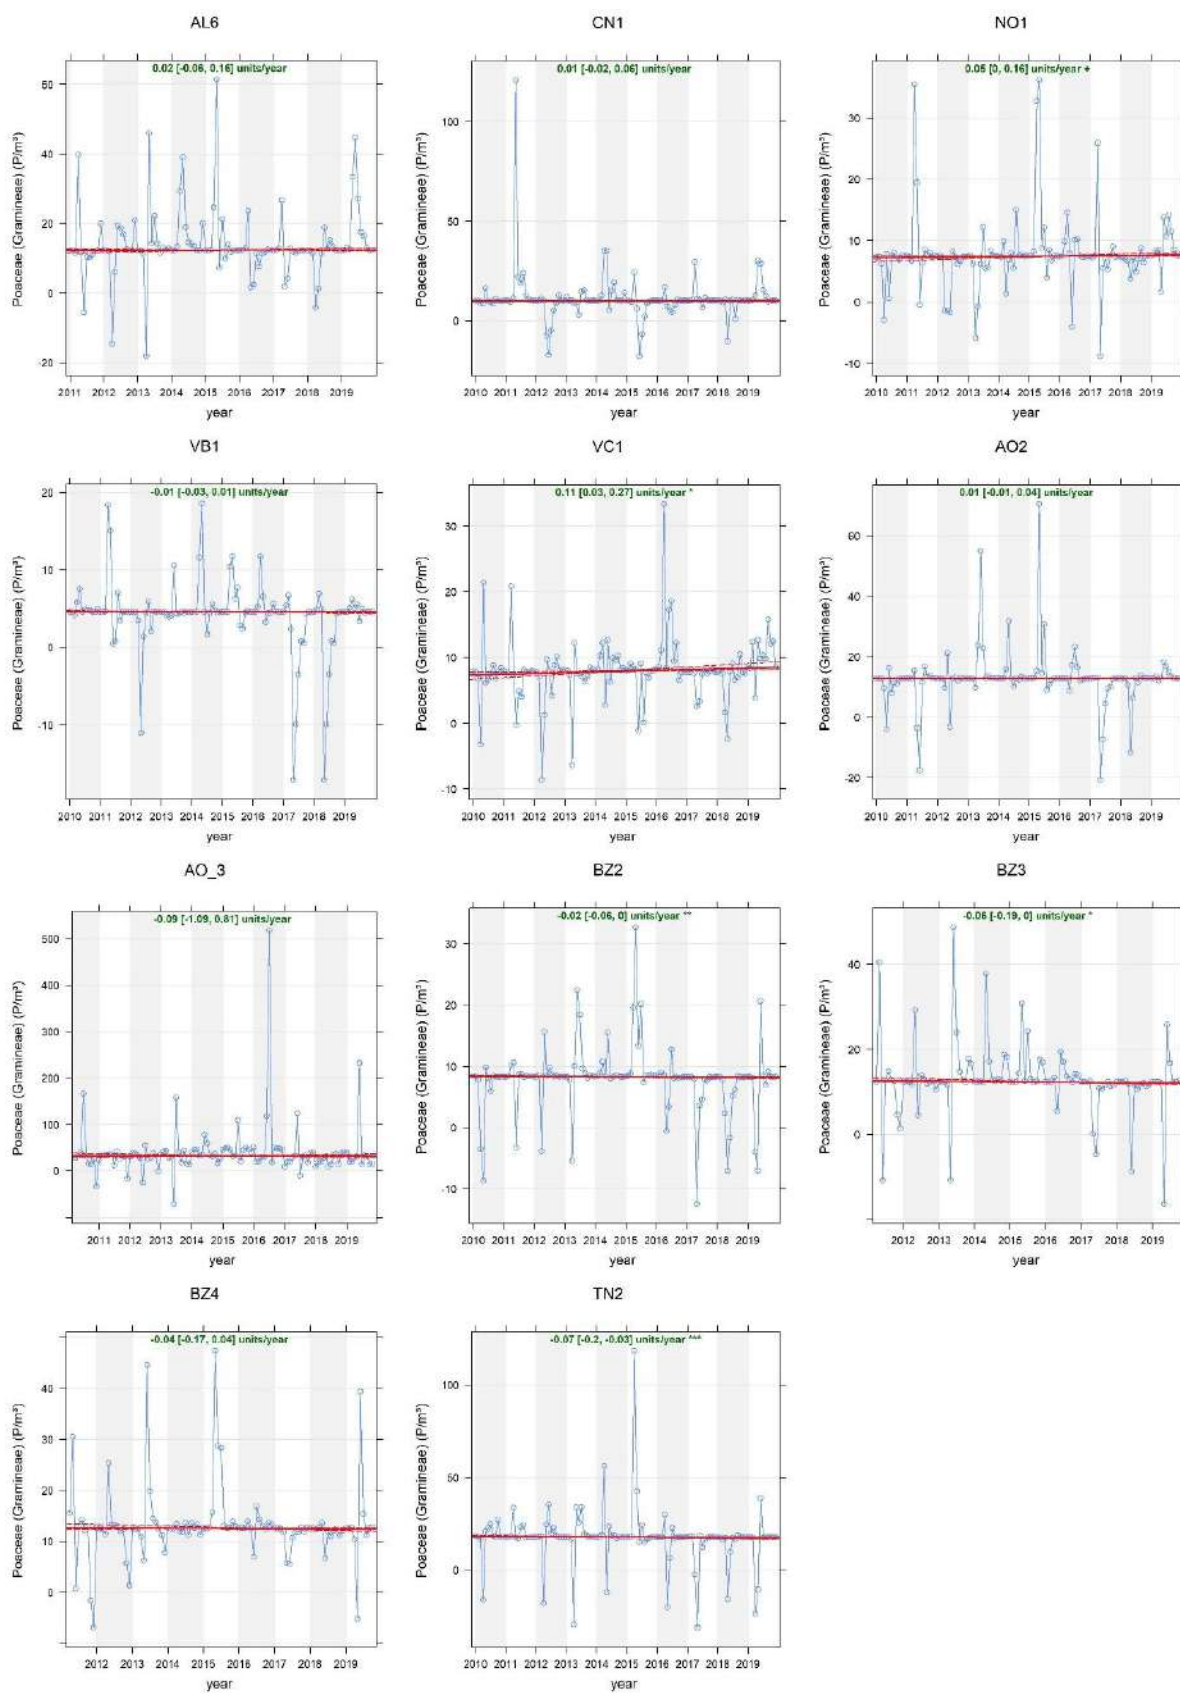 AL6
0.02 [-0.06, 0.16] units/year
Poaceae (Gramineae) (P/m³)
60
40
20
0
-20
2011 2012 2013 2014 2015 2016 2017 2018 2019
year
CN1
0.01 [-0.02, 0.06] units/year
Poaceae (Gramineae) (P/m³)
100
50
0
2010 2011 2012 2013 2014 2015 2016 2017 2018 2019
year
NO1
0.05 [0, 0.16] units/year +
Poaceae (Gramineae) (P/m³)
30
20
10
0
-10
2010 2011 2012 2013 2014 2015 2016 2017 2018 2019
year
VB1
-0.01 [-0.03, 0.01] units/year
Poaceae (Gramineae) (P/m³)
20
10
0
-10
2010 2011 2012 2013 2014 2015 2016 2017 2018 2019
year
VC1
0.11 [0.03, 0.27] units/year *
Poaceae (Gramineae) (P/m³)
30
20
10
0
-10
2010 2011 2012 2013 2014 2015 2016 2017 2018 2019
year
AO2
0.01 [-0.01, 0.04] units/year
Poaceae (Gramineae) (P/m³)
60
40
20
0
-20
2010 2011 2012 2013 2014 2015 2016 2017 2018 2019
year
AO_3
-0.09 [-1.09, 0.81] units/year
Poaceae (Gramineae) (P/m³)
500
400
300
200
100
0
2011 2012 2013 2014 2015 2016 2017 2018 2019
year
BZ2
-0.02 [-0.06, 0] units/year **
Poaceae (Gramineae) (P/m³)
30
20
10
0
-10
2010 2011 2012 2013 2014 2015 2016 2017 2018 2019
year
BZ3
-0.06 [-0.19, 0] units/year *
Poaceae (Gramineae) (P/m³)
40
20
0
2012 2013 2014 2015 2016 2017 2018 2019
year
BZ4
-0.04 [-0.17, 0.04] units/year
Poaceae (Gramineae) (P/m³)
40
30
20
10
0
2012 2013 2014 2015 2016 2017 2018 2019
year
TN2
-0.07 [-0.2, -0.03] units/year ***
Poaceae (Gramineae) (P/m³)
100
50
0
2010 2011 2012 2013 2014 2015 2016 2017 2018 2019
year